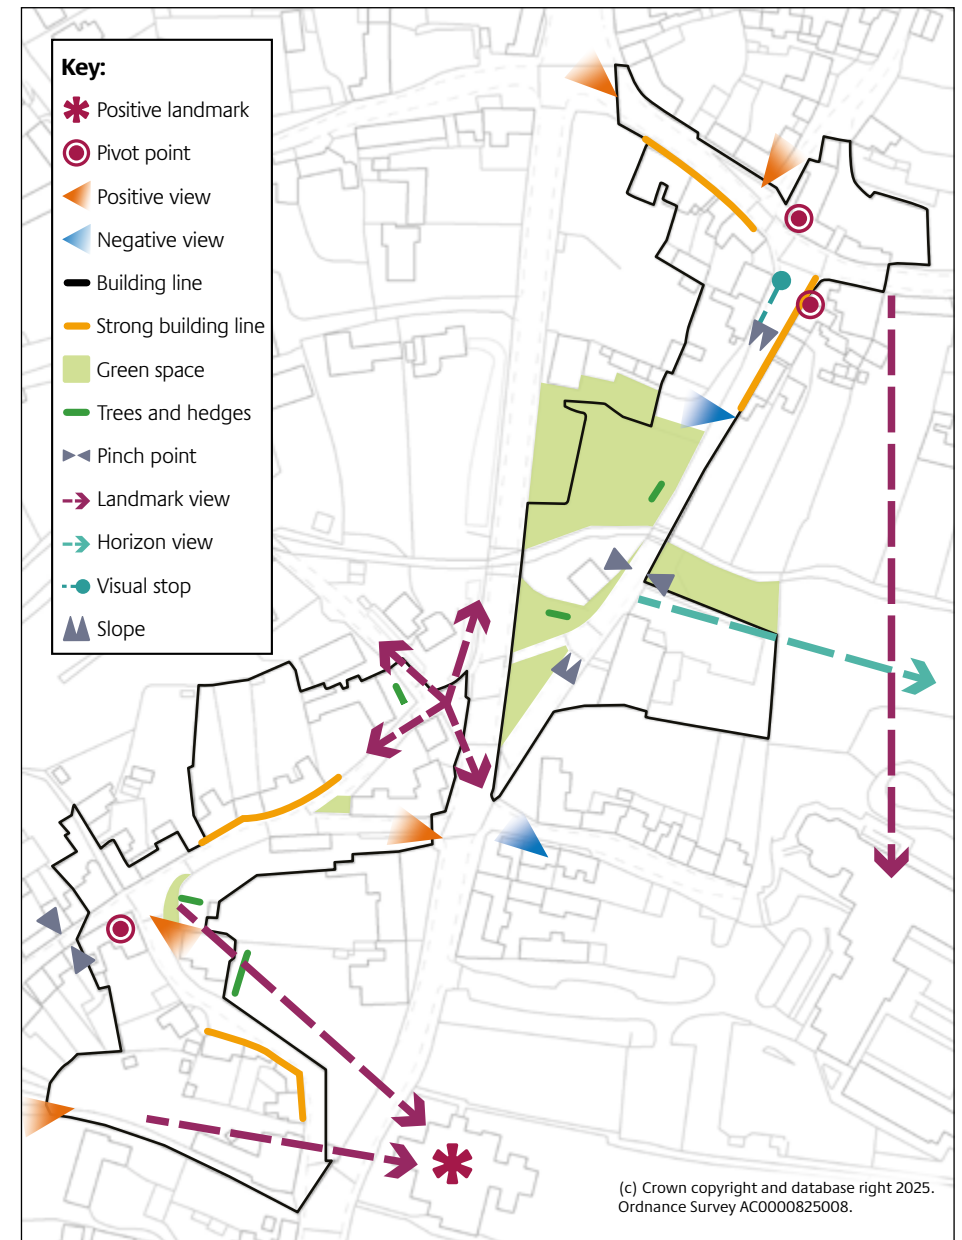 Key:
Positive landmark
Pivot point
Positive view
Negative view
Building line
Strong building line
Green space
Trees and hedges
Pinch point
Landmark view
Horizon view
Visual stop
Slope
(c) Crown copyright and database right 2025.
Ordnance Survey AC0000825008.